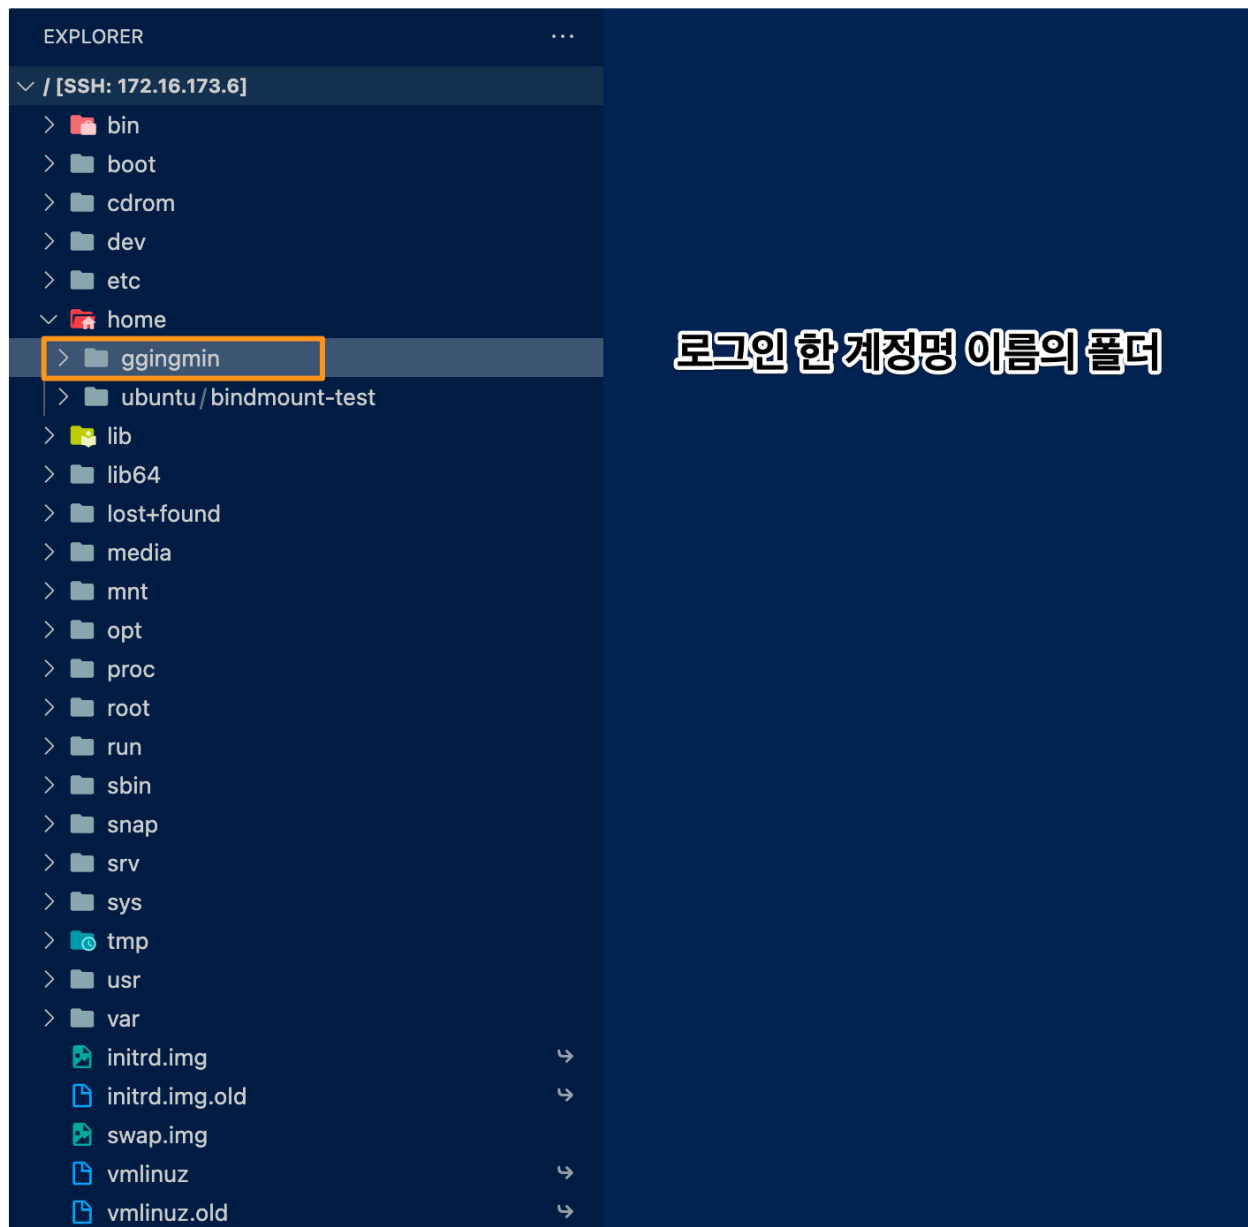 EXPLORER ···
/ [SSH: 172.16.173.6]
bin
boot
cdrom
dev
etc
home
ggingmin
로그인 한 계정명 이름의 폴더
ubuntu/bindmount-test
lib
lib64
lost+found
media
mnt
opt
proc
root
run
sbin
snap
srv
sys
tmp
usr
var
initrd.img
initrd.img.old
swap.img
vmlinuz
vmlinuz.old